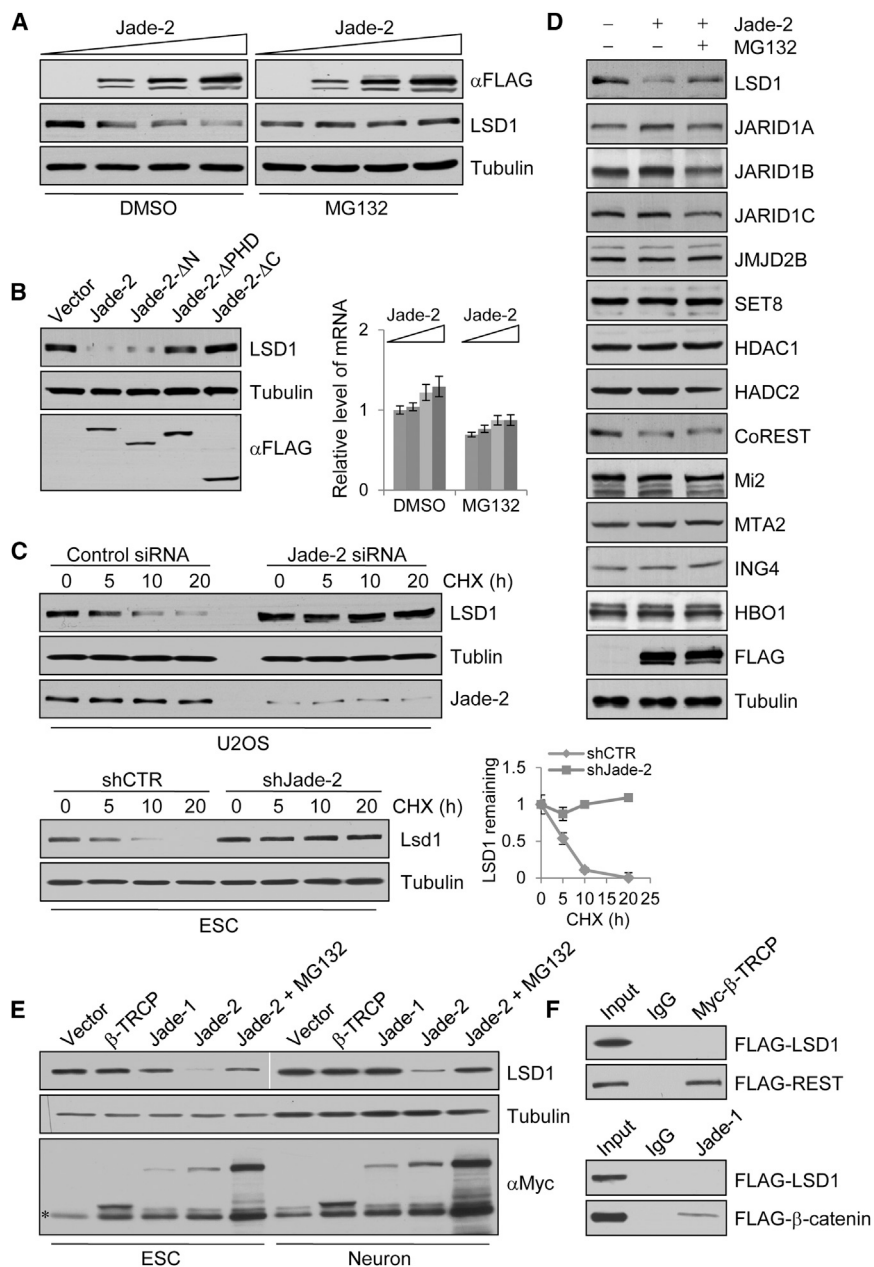 A
Jade-2 Jade-2
αFLAG
LSD1
Tubulin
DMSO MG132
B
Vector Jade-2 Jade-2-ΔN Jade-2-ΔPHD Jade-2-ΔC
LSD1
Tubulin
αFLAG
Relative level of mRNA
2
1
0
Jade-2 Jade-2
DMSO MG132
C
Control siRNA Jade-2 siRNA
0 5 10 20 0 5 10 20 CHX (h)
LSD1
Tublin
Jade-2
U2OS
shCTR shJade-2
0 5 10 20 0 5 10 20 CHX (h)
Lsd1
Tubulin
ESC
shCTR
shJade-2
LSD1 remaining
1.5
1
0.5
0
0 5 10 15 20 25
CHX (h)
D
– + + Jade-2
– – + MG132
LSD1
JARID1A
JARID1B
JARID1C
JMJD2B
SET8
HDAC1
HADC2
CoREST
Mi2
MTA2
ING4
HBO1
FLAG
Tubulin
E
Vector β-TRCP Jade-1 Jade-2 Jade-2 + MG132 Vector β-TRCP Jade-1 Jade-2 Jade-2 + MG132
LSD1
Tubulin
αMyc
*
ESC Neuron
F
Input IgG Myc-β-TRCP
FLAG-LSD1
FLAG-REST
Input IgG Jade-1
FLAG-LSD1
FLAG-β-catenin